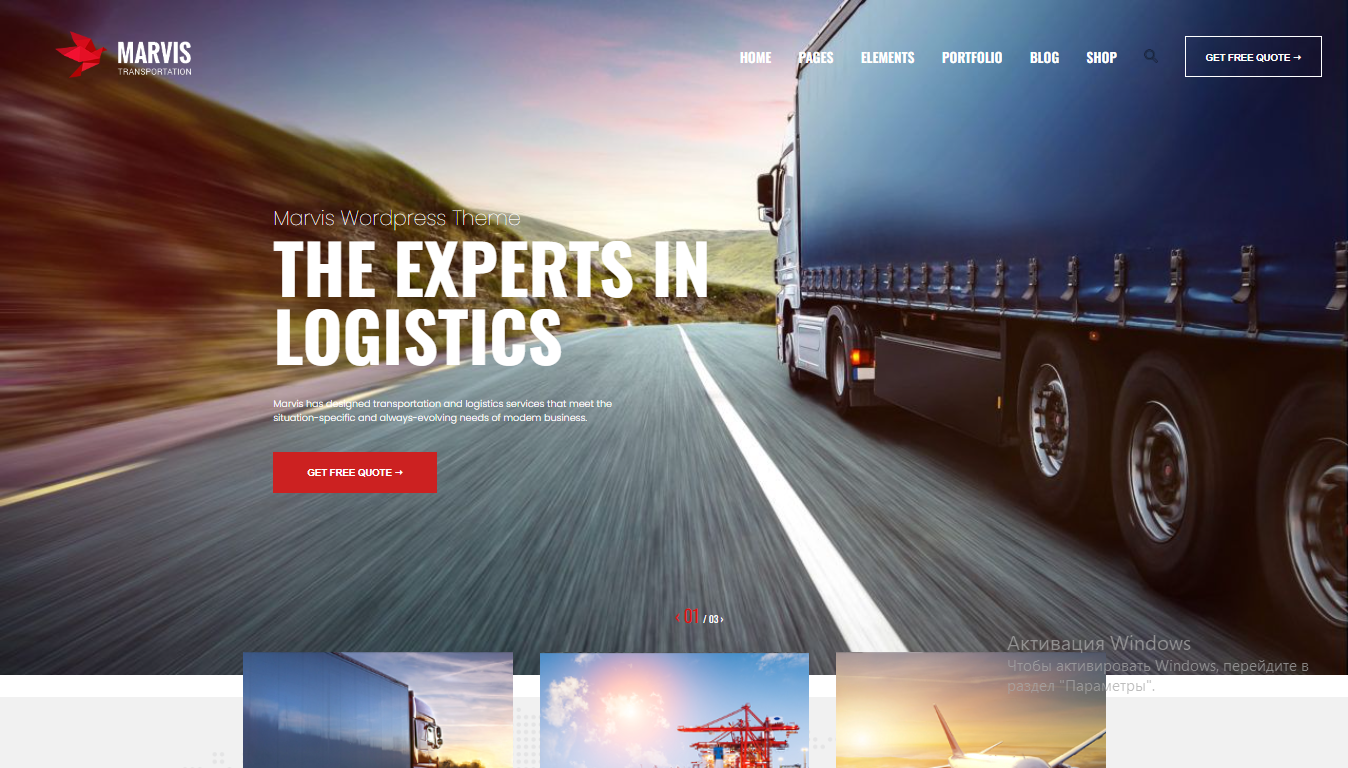 MARVIS
TRANSPORTATION
HOME PAGES ELEMENTS PORTFOLIO BLOG SHOP
GET FREE QUOTE →
Marvis Wordpress Theme
THE EXPERTS IN
LOGISTICS
Marvis has designed transportation and logistics services that meet the
situation-specific and always-evolving needs of modern business.
GET FREE QUOTE →
‹ 01 / 03 ›
Активация Windows
Чтобы активировать Windows, перейдите в
раздел "Параметры".